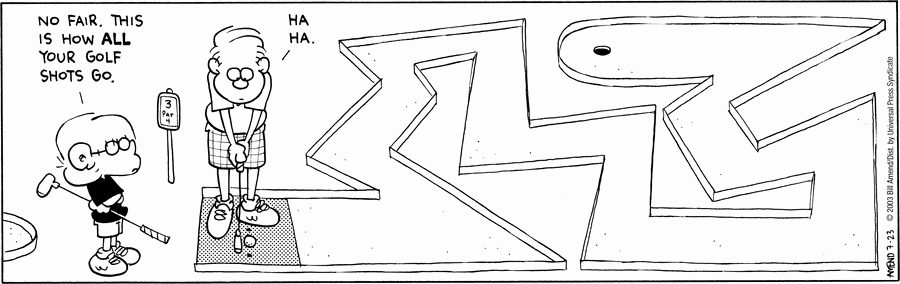 NO FAIR. THIS
IS HOW ALL
YOUR GOLF
SHOTS GO.
HA
HA.
3
PAR
4
© 2003 Bill Amend/Dist. by Universal Press Syndicate
AMEND 7-23